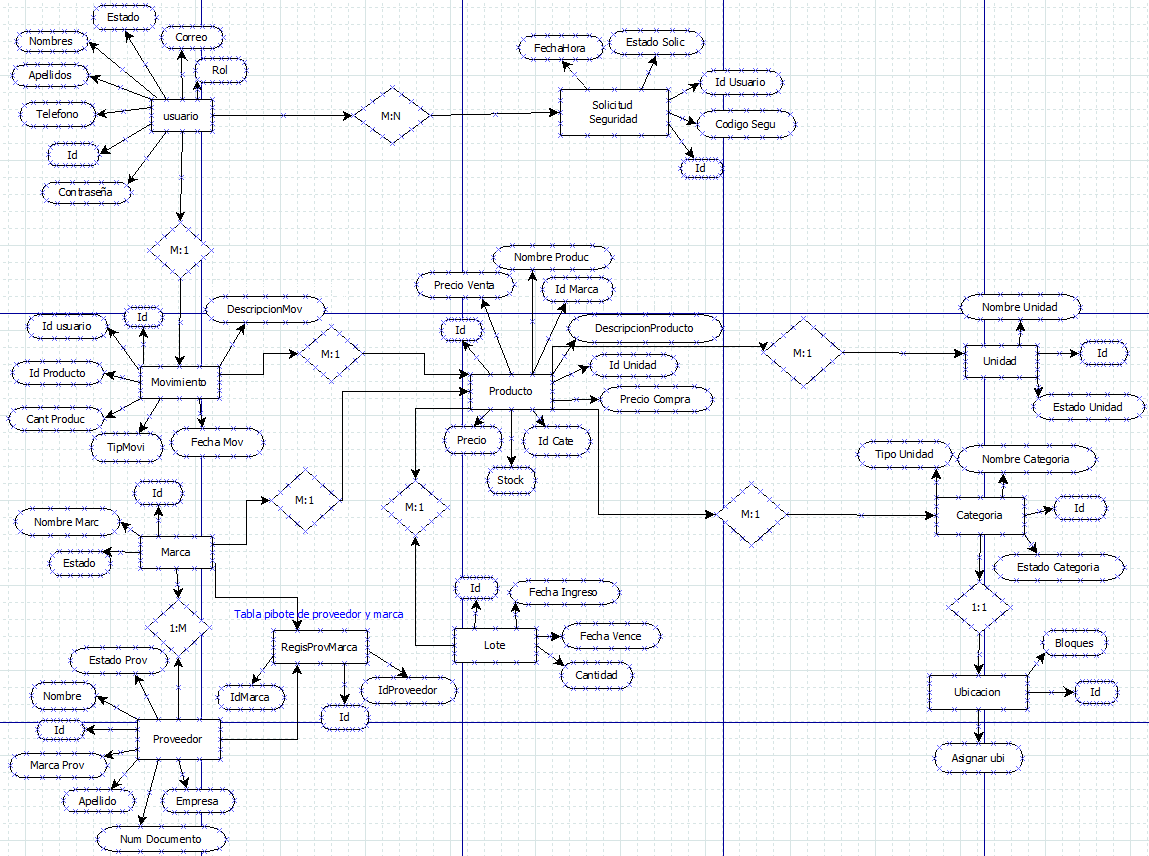 Estado
Nombres
Correo
Apellidos
Rol
Telefono
usuario
Id
Contraseña
M:N
FechaHora
Estado Solic
Solicitud
Seguridad
Id Usuario
Codigo Segu
Id
M:1
Id usuario
Id
DescripcionMov
Id Producto
Movimiento
Cant Produc
TipMovi
Fecha Mov
M:1
Nombre Produc
Precio Venta
Id Marca
Id
DescripcionProducto
Id Unidad
Producto
Precio Compra
Precio
Id Cate
Stock
M:1
Nombre Unidad
Unidad
Id
Estado Unidad
Tipo Unidad
Nombre Categoria
M:1
Categoria
Id
Estado Categoria
1:1
Bloques
Ubicacion
Id
Asignar ubi
Id
Nombre Marc
Marca
Estado
M:1
M:1
1:M
Tabla pibote de proveedor y marca
RegisProvMarca
IdMarca
IdProveedor
Id
Id
Fecha Ingreso
Lote
Fecha Vence
Cantidad
Estado Prov
Nombre
Id
Proveedor
Marca Prov
Apellido
Empresa
Num Documento